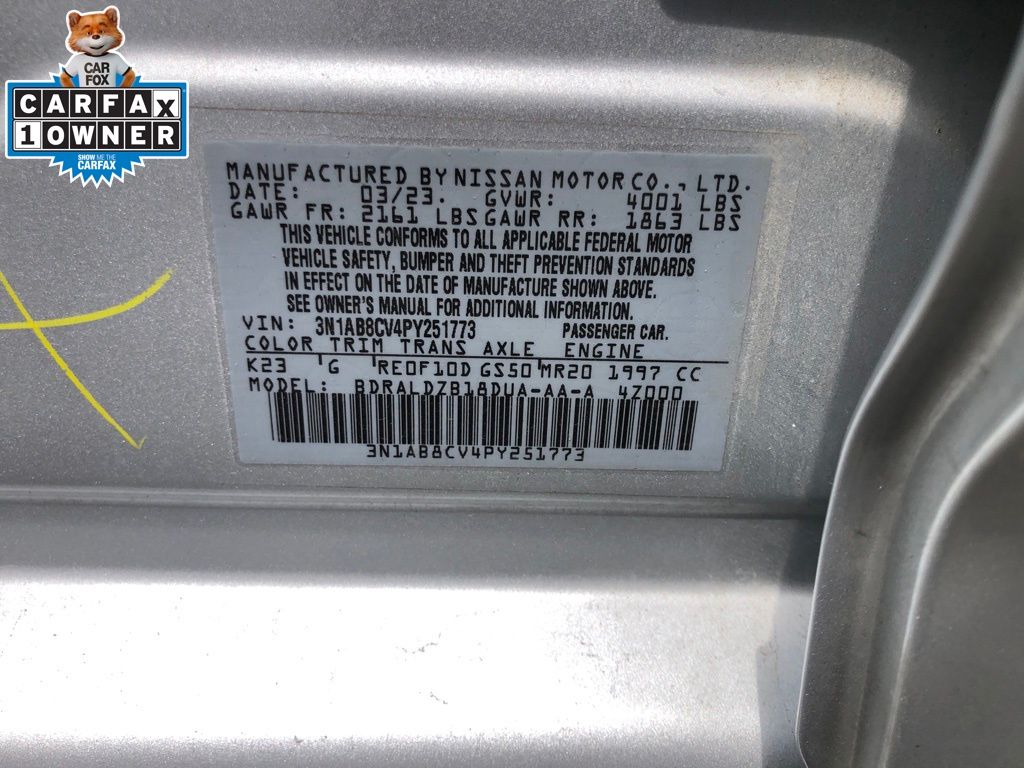 CAR
FOX
CARFAX
1 OWNER
SHOW ME THE
CARFAX
MANUFACTURED BY NISSAN MOTOR CO., LTD.
DATE: 03/23. GVWR: 4001 LBS
GAWR FR: 2161 LBS GAWR RR: 1863 LBS
THIS VEHICLE CONFORMS TO ALL APPLICABLE FEDERAL MOTOR
VEHICLE SAFETY, BUMPER AND THEFT PREVENTION STANDARDS
IN EFFECT ON THE DATE OF MANUFACTURE SHOWN ABOVE.
SEE OWNER'S MANUAL FOR ADDITIONAL INFORMATION.
VIN: 3N1AB8CV4PY251773 PASSENGER CAR.
COLOR TRIM TRANS AXLE ENGINE
K23 G RE0F10D GS50 MR20 1997 CC
MODEL: BDRALDZB18DUA-AA-A 4Z000
3N1AB8CV4PY251773